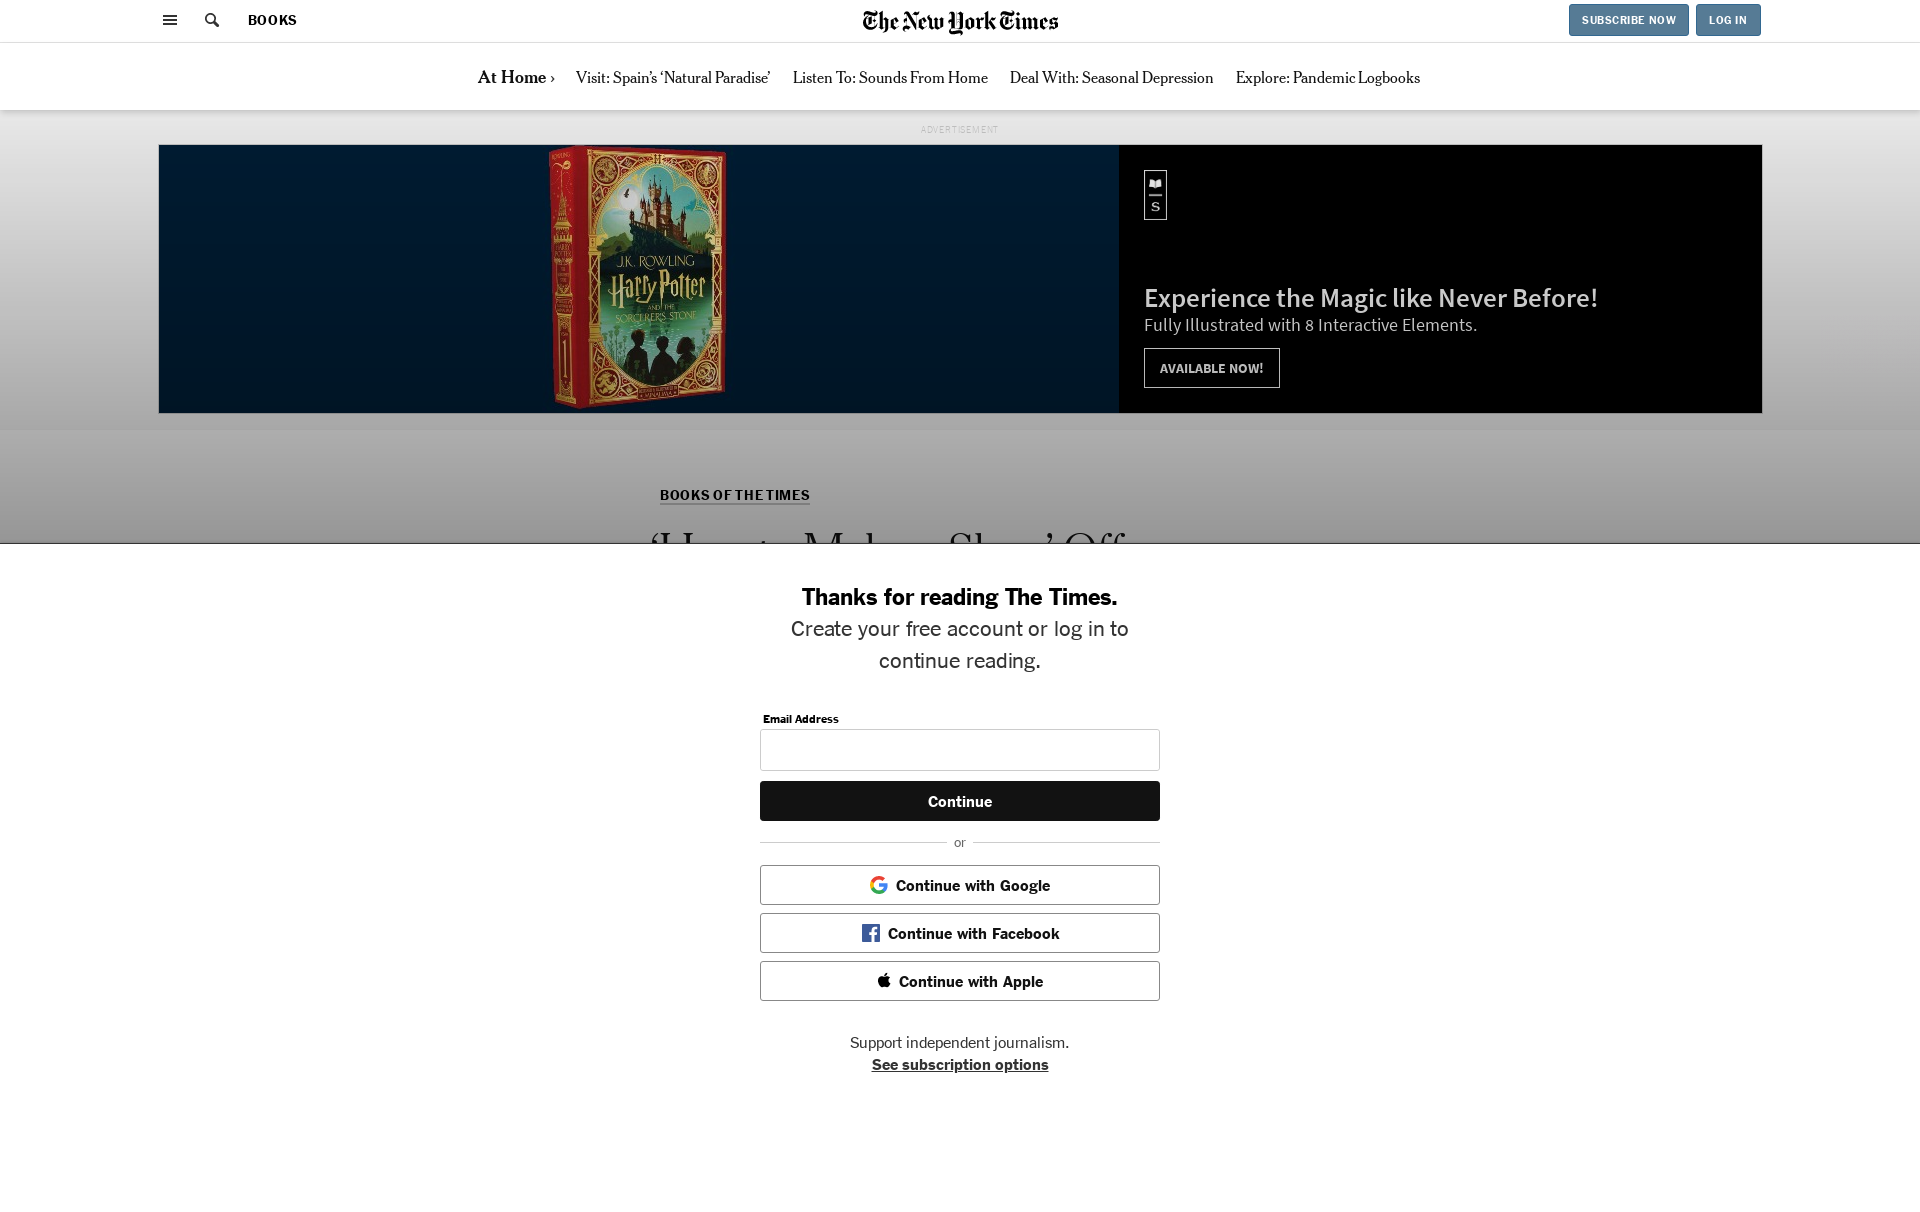 BOOKS
The New York Times
SUBSCRIBE NOW
LOG IN
At Home ›
Visit: Spain's ‘Natural Paradise’
Listen To: Sounds From Home
Deal With: Seasonal Depression
Explore: Pandemic Logbooks
ADVERTISEMENT
J.K. ROWLING
Harry Potter
AND THE
SORCERER'S STONE
S
Experience the Magic like Never Before!
Fully Illustrated with 8 Interactive Elements.
AVAILABLE NOW!
BOOKS OF THE TIMES
Thanks for reading The Times.
Create your free account or log in to
continue reading.
Email Address
Continue
or
Continue with Google
Continue with Facebook
Continue with Apple
Support independent journalism.
See subscription options